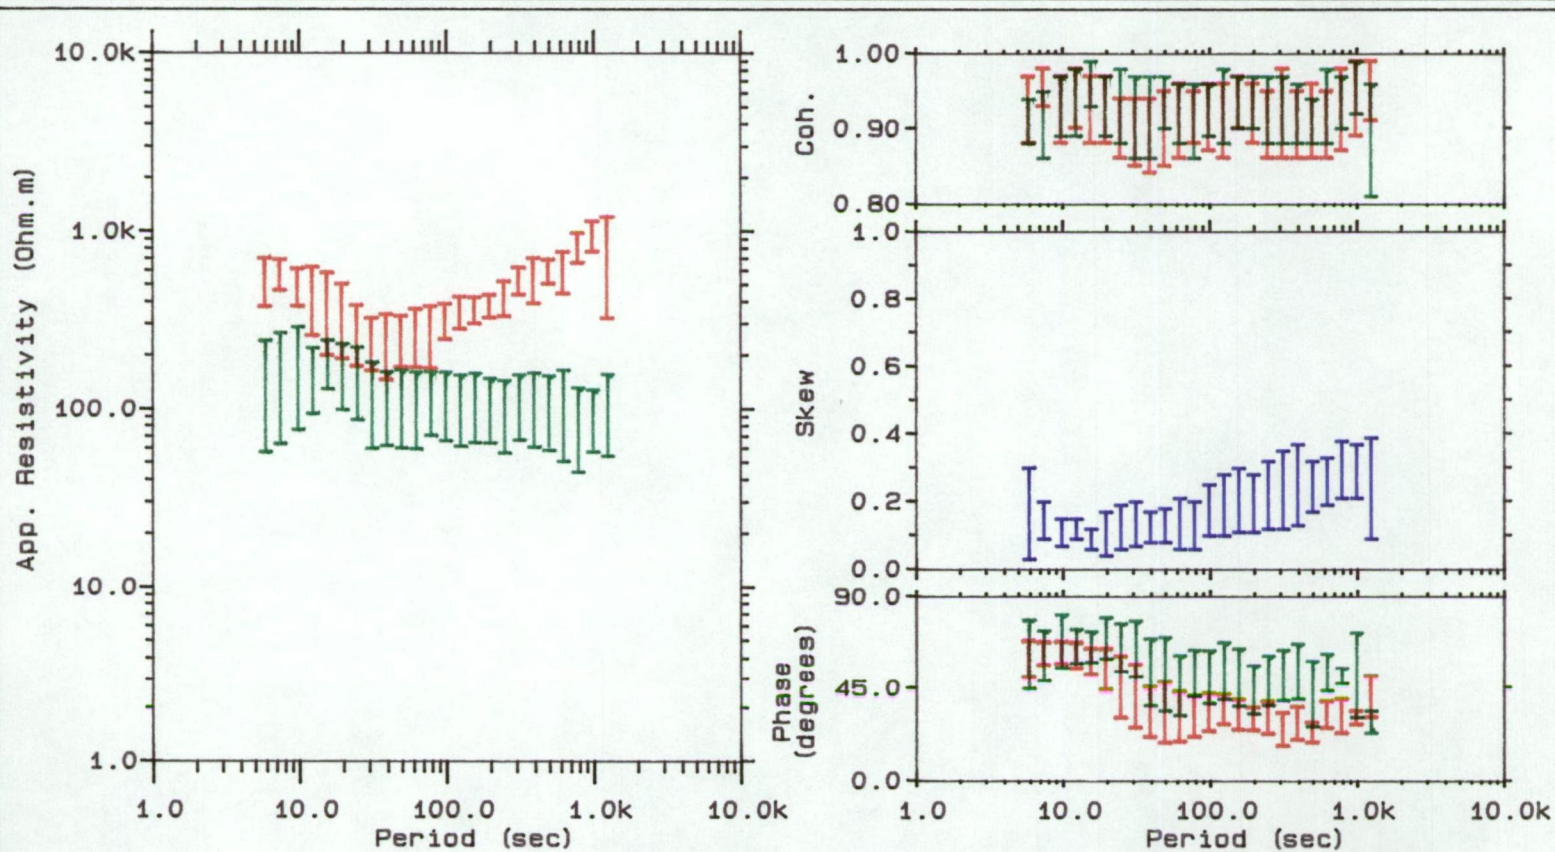 App. Resistivity (Ohm.m)
10.0k
1.0k
100.0
10.0
1.0
1.0 10.0 100.0 1.0k 10.0k
Period (sec)
Coh.
1.00
0.90
0.80
Skew
1.0
0.8
0.6
0.4
0.2
0.0
Phase
(degrees)
90.0
45.0
0.0
1.0 10.0 100.0 1.0k 10.0k
Period (sec)